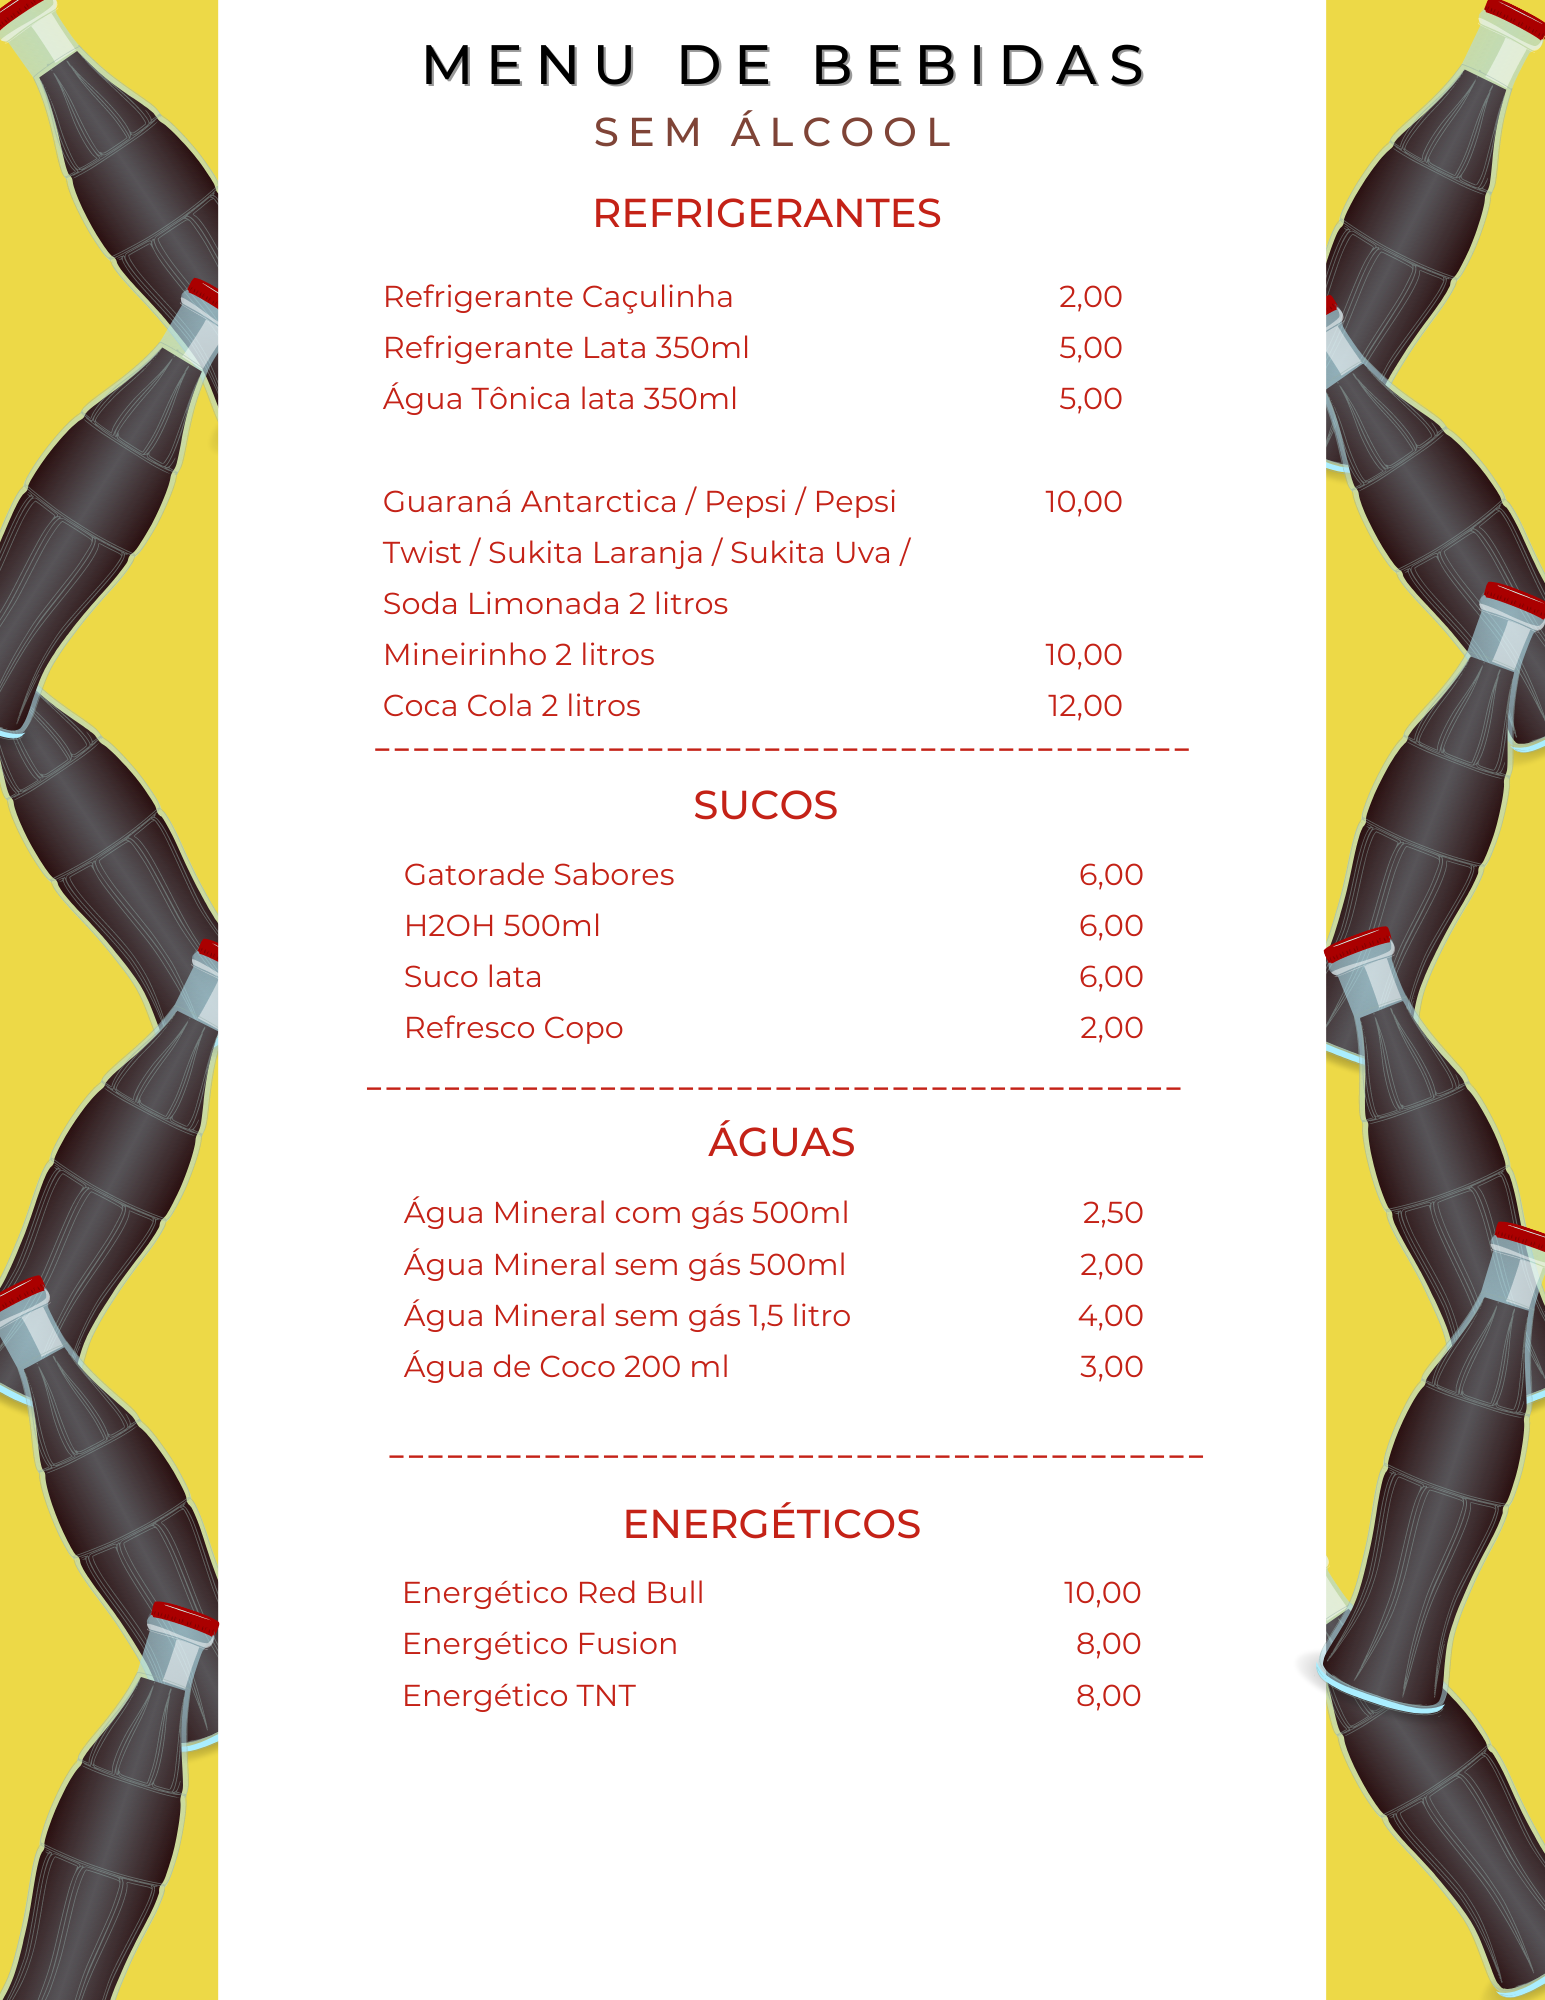 MENU DE BEBIDAS
SEM ÁLCOOL
REFRIGERANTES
Refrigerante Caçulinha 2,00
Refrigerante Lata 350ml 5,00
Água Tônica lata 350ml 5,00
Guaraná Antarctica / Pepsi / Pepsi 10,00
Twist / Sukita Laranja / Sukita Uva /
Soda Limonada 2 litros
Mineirinho 2 litros 10,00
Coca Cola 2 litros 12,00
SUCOS
Gatorade Sabores 6,00
H2OH 500ml 6,00
Suco lata 6,00
Refresco Copo 2,00
ÁGUAS
Água Mineral com gás 500ml 2,50
Água Mineral sem gás 500ml 2,00
Água Mineral sem gás 1,5 litro 4,00
Água de Coco 200 ml 3,00
ENERGÉTICOS
Energético Red Bull 10,00
Energético Fusion 8,00
Energético TNT 8,00